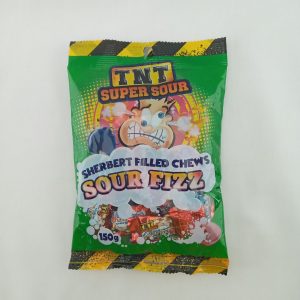 TNT
SUPER SOUR
SHERBERT FILLED CHEWS
SOUR FIZZ
150g